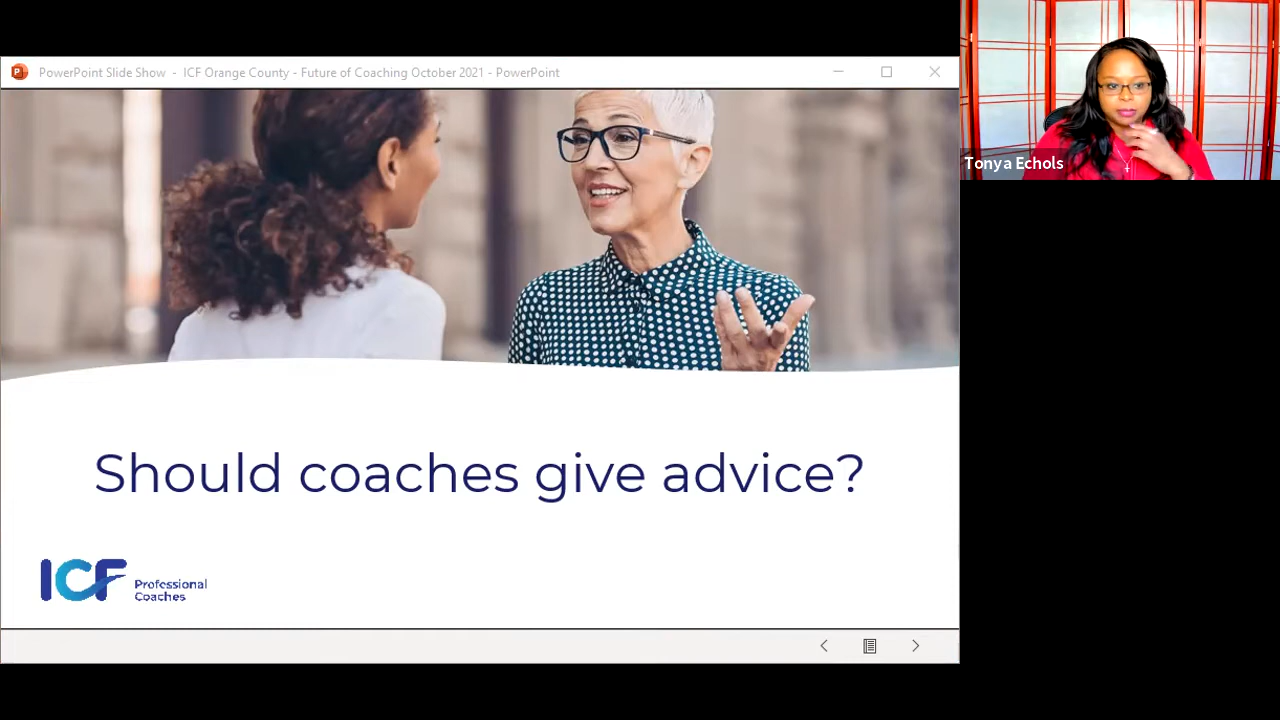 PowerPoint Slide Show - ICF Orange County - Future of Coaching October 2021 - PowerPoint
Tonya Echols
Should coaches give advice?
ICF Professional
Coaches